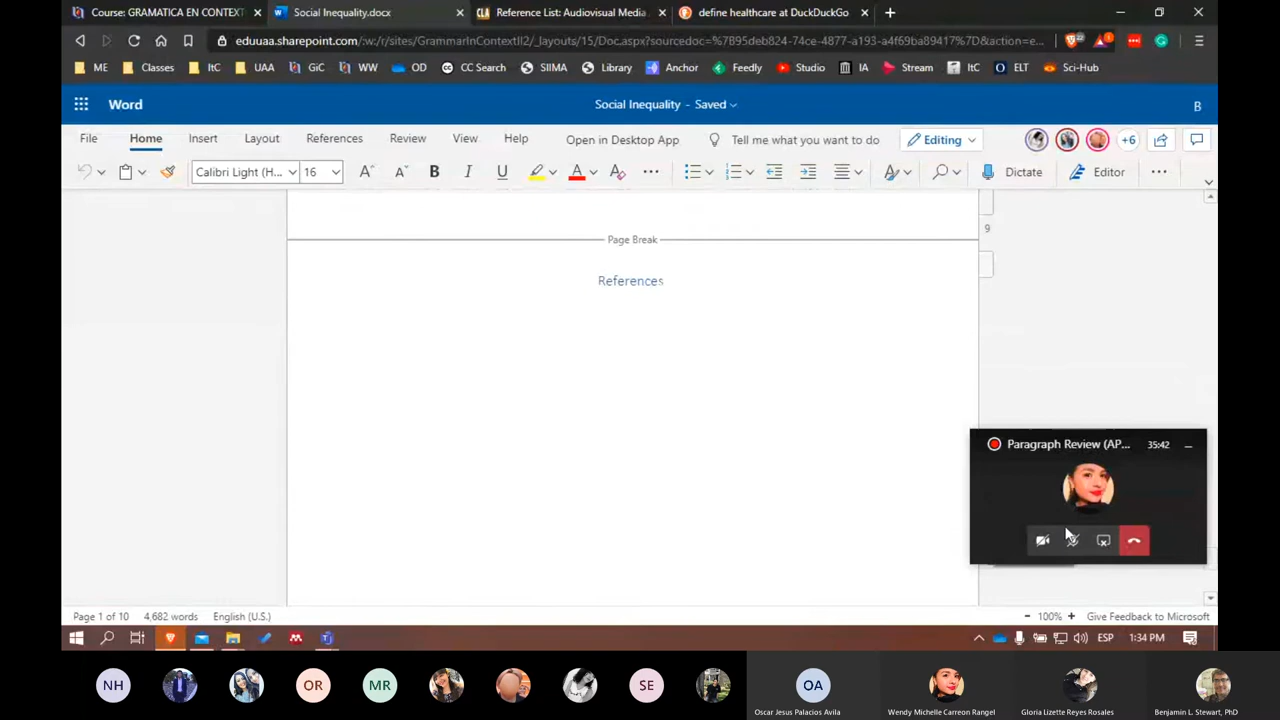 Course: GRAMATICA EN CONTEXT
Social Inequality.docx
Reference List: Audiovisual Media
define healthcare at DuckDuckGo
eduuaa.sharepoint.com/:w:/r/sites/GrammarInContextII2/_layouts/15/Doc.aspx?sourcedoc=%7B95deb824-74ce-4877-a193-a4f69ba89417%7D&action=e...
ME Classes ItC UAA GiC WW OD CC Search SIIMA Library Anchor Feedly Studio IA Stream ItC ELT Sci-Hub
Word
Social Inequality - Saved
B
File Home Insert Layout References Review View Help Open in Desktop App Tell me what you want to do Editing +6
Calibri Light (H... 16 Dictate Editor
Page Break
9
References
Paragraph Review (AP... 35:42
Page 1 of 10 4,682 words English (U.S.) 100% Give Feedback to Microsoft
ESP 1:34 PM
NH OR MR SE OA
Oscar Jesus Palacios Avila
Wendy Michelle Carreon Rangel
Gloria Lizette Reyes Rosales
Benjamin L. Stewart, PhD